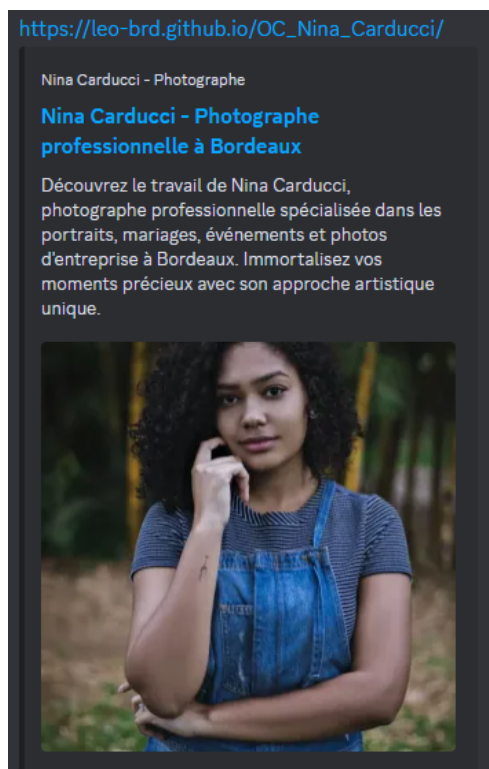 https://leo-brd.github.io/OC_Nina_Carducci/
Nina Carducci - Photographe
Nina Carducci - Photographe
professionnelle à Bordeaux
Découvrez le travail de Nina Carducci,
photographe professionnelle spécialisée dans les
portraits, mariages, événements et photos
d'entreprise à Bordeaux. Immortalisez vos
moments précieux avec son approche artistique
unique.